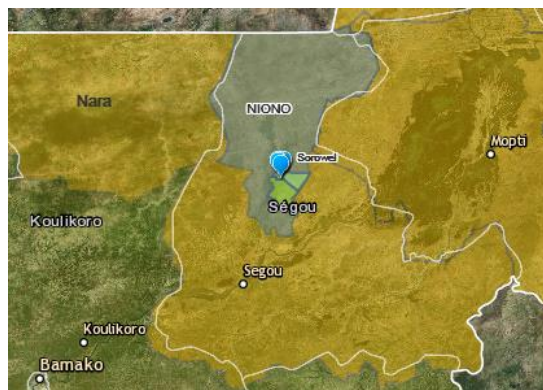 Nara
NIONO
Mopti
Sorowel
Ségou
Koulikoro
Segou
Koulikoro
Bamako